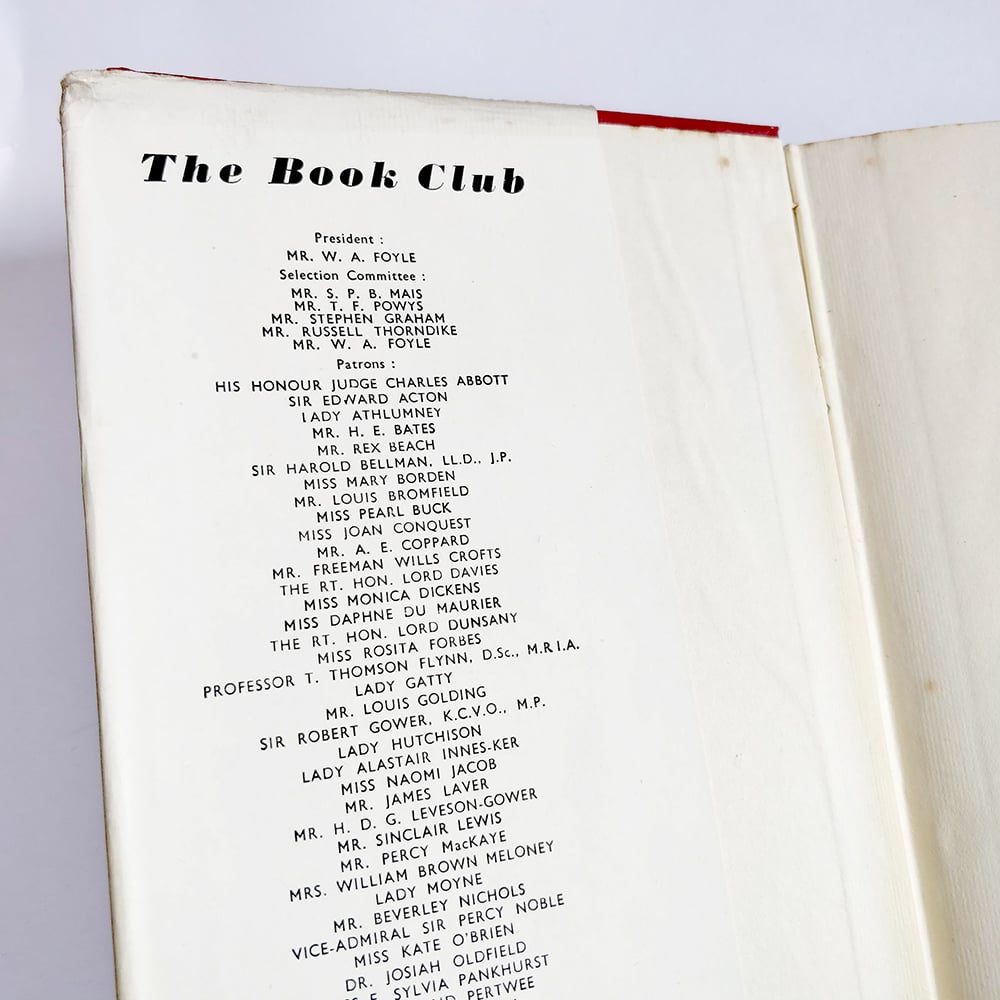 The Book Club
President :
MR. W. A. FOYLE
Selection Committee :
MR. S. P. B. MAIS
MR. T. F. POWYS
MR. STEPHEN GRAHAM
MR. RUSSELL THORNDIKE
MR. W. A. FOYLE
Patrons :
HIS HONOUR JUDGE CHARLES ABBOTT
SIR EDWARD ACTON
LADY ATHLUMNEY
MR. H. E. BATES
MR. REX BEACH
SIR HAROLD BELLMAN, LL.D., J.P.
MISS MARY BORDEN
MR. LOUIS BROMFIELD
MISS PEARL BUCK
MISS JOAN CONQUEST
MR. A. E. COPPARD
MR. FREEMAN WILLS CROFTS
THE RT. HON. LORD DAVIES
MISS MONICA DICKENS
MISS DAPHNE DU MAURIER
THE RT. HON. LORD DUNSANY
MISS ROSITA FORBES
PROFESSOR T. THOMSON FLYNN, D.Sc., M.R.I.A.
LADY GATTY
MR. LOUIS GOLDING
SIR ROBERT GOWER, K.C.V.O., M.P.
LADY HUTCHISON
LADY ALASTAIR INNES-KER
MISS NAOMI JACOB
MR. JAMES LAVER
MR. H. D. G. LEVESON-GOWER
MR. SINCLAIR LEWIS
MR. PERCY MacKAYE
MRS. WILLIAM BROWN MELONEY
LADY MOYNE
MR. BEVERLEY NICHOLS
VICE-ADMIRAL SIR PERCY NOBLE
MISS KATE O'BRIEN
DR. JOSIAH OLDFIELD
E. SYLVIA PANKHURST
PERTWEE